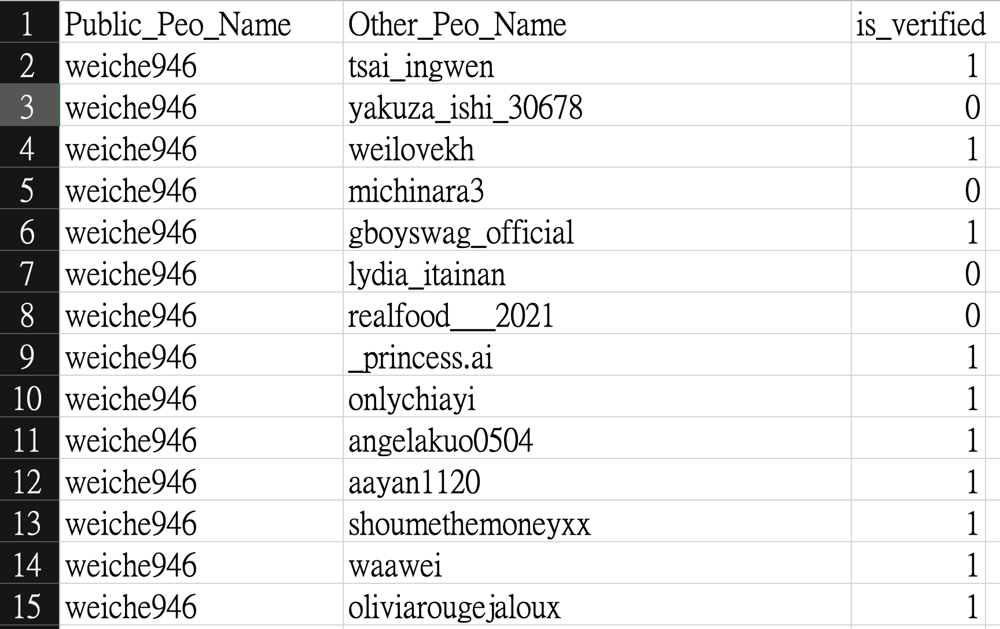 1 Public_Peo_Name Other_Peo_Name is_verified
2 weiche946 tsai_ingwen 1
3 weiche946 yakuza_ishi_30678 0
4 weiche946 weilovekh 1
5 weiche946 michinara3 0
6 weiche946 gboyswag_official 1
7 weiche946 lydia_itainan 0
8 weiche946 realfood___2021 0
9 weiche946 _princess.ai 1
10 weiche946 onlychiayi 1
11 weiche946 angelakuo0504 1
12 weiche946 aayan1120 1
13 weiche946 shoumethemoneyxx 1
14 weiche946 waawei 1
15 weiche946 oliviarougejaloux 1